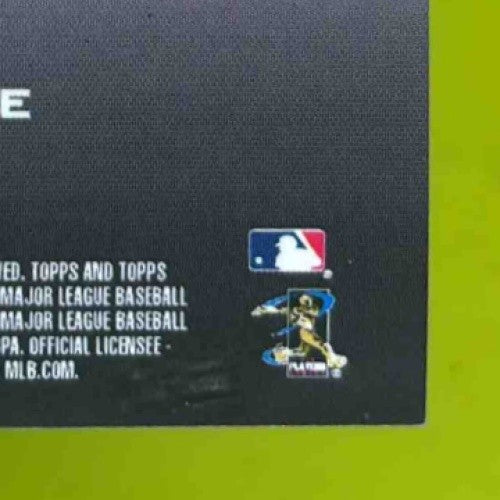 E
ED. TOPPS AND TOPPS
MAJOR LEAGUE BASEBALL
MAJOR LEAGUE BASEBALL
PA. OFFICIAL LICENSEE -
MLB.COM.